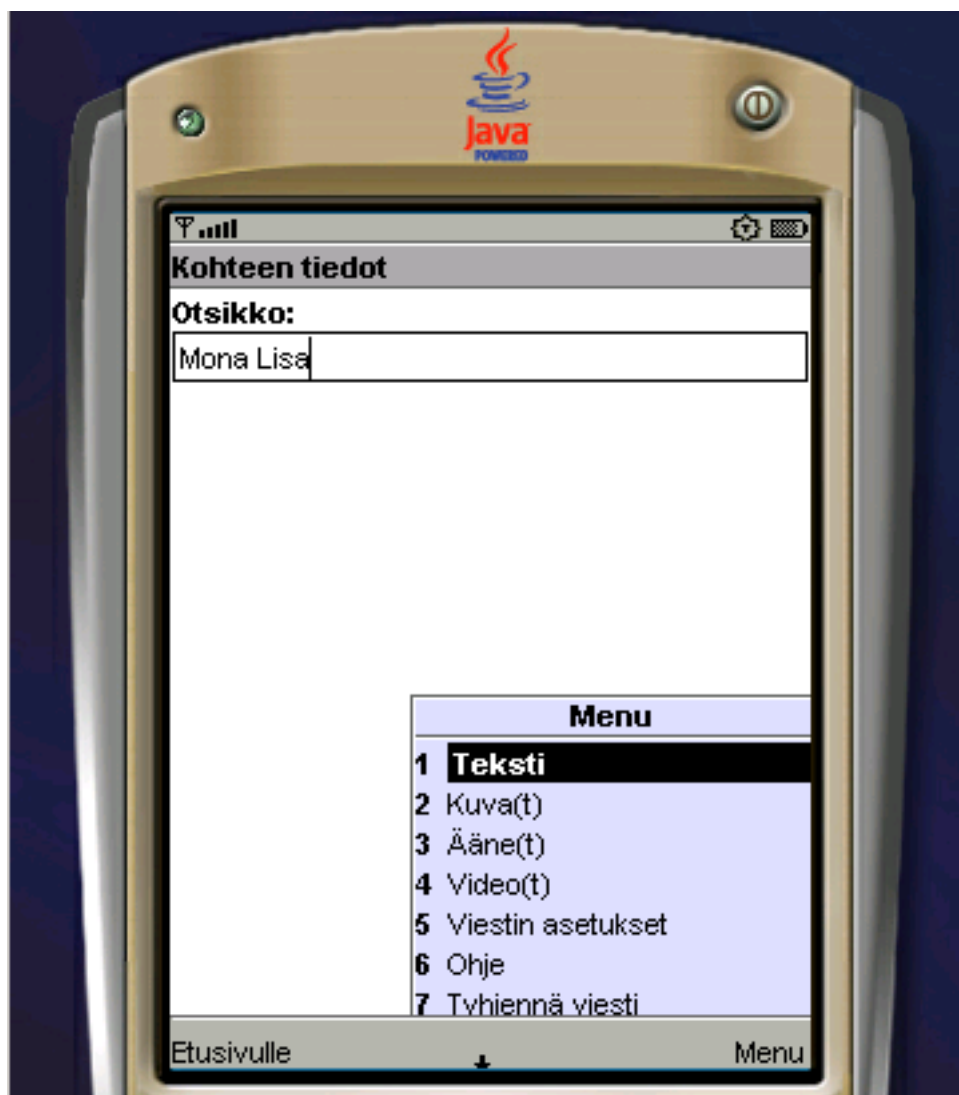 Java
POWERED
Kohteen tiedot
Otsikko:
Mona Lisa
Menu
1 Teksti
2 Kuva(t)
3 Ääne(t)
4 Video(t)
5 Viestin asetukset
6 Ohje
7 Tyhjennä viesti
Etusivulle Menu